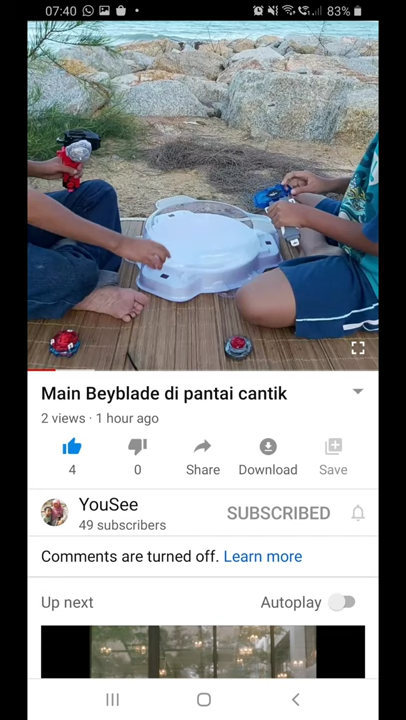 07:40 83%
Main Beyblade di pantai cantik
2 views · 1 hour ago
4 0 Share Download Save
YouSee
SUBSCRIBED
49 subscribers
Comments are turned off. Learn more
Up next Autoplay